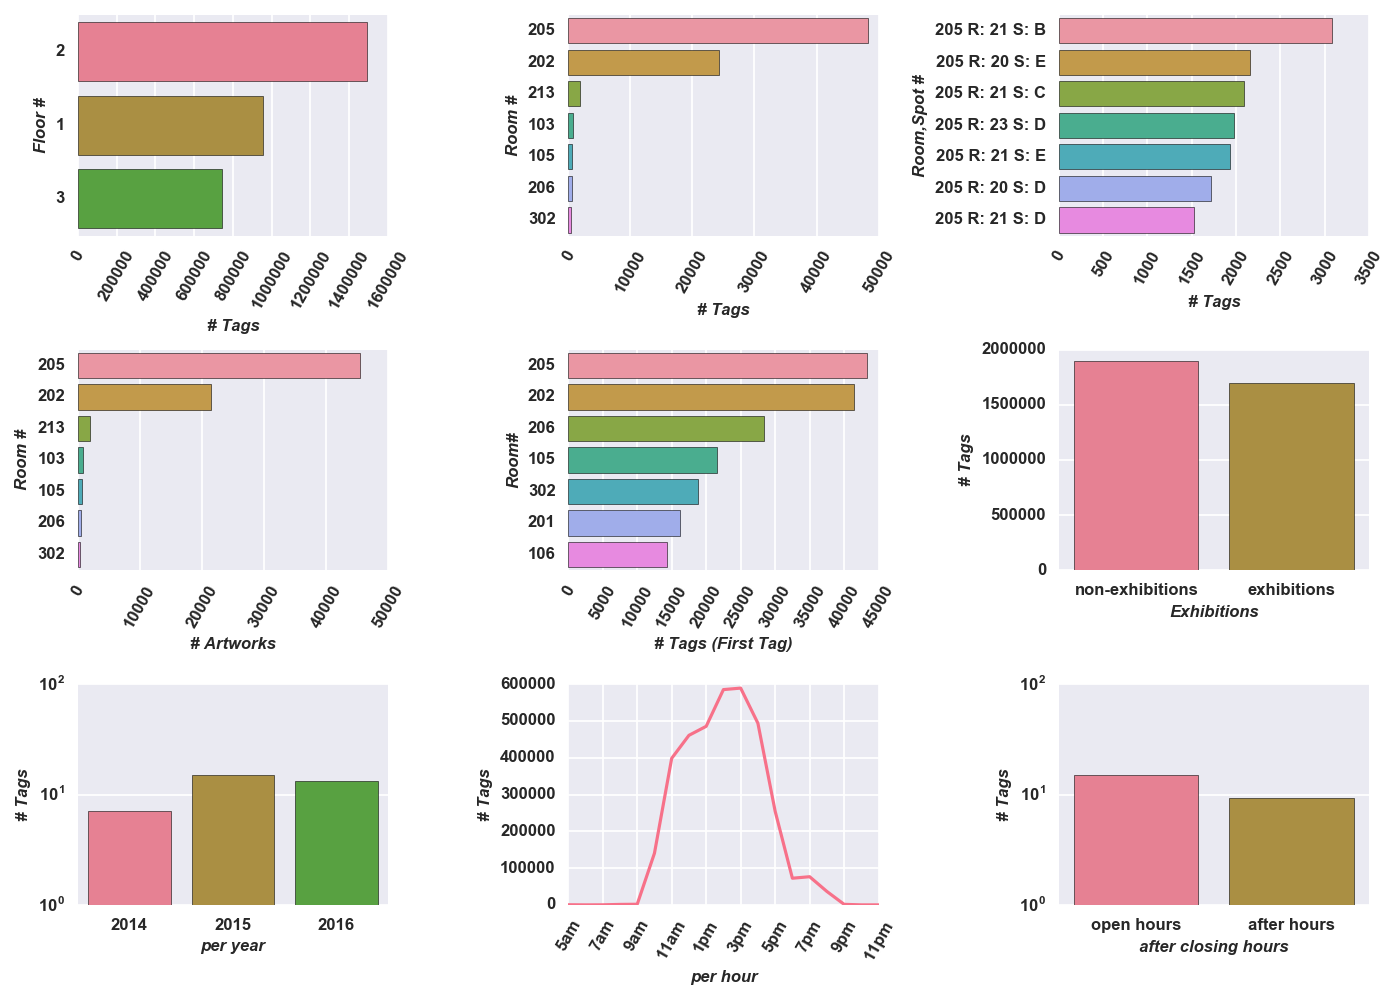 2
1
3
Floor #
0
200000
400000
600000
800000
1000000
1200000
1400000
1600000
# Tags
205
202
213
103
105
206
302
Room #
0
10000
20000
30000
40000
50000
# Tags
205 R: 21 S: B
205 R: 20 S: E
205 R: 21 S: C
205 R: 23 S: D
205 R: 21 S: E
205 R: 20 S: D
205 R: 21 S: D
Room,Spot #
0
500
1000
1500
2000
2500
3000
3500
# Tags
205
202
213
103
105
206
302
Room #
0
10000
20000
30000
40000
50000
# Artworks
205
202
206
105
302
201
106
Room#
0
5000
10000
15000
20000
25000
30000
35000
40000
45000
# Tags (First Tag)
2000000
1500000
1000000
500000
0
# Tags
non-exhibitions
exhibitions
Exhibitions
10²
10¹
10⁰
# Tags
2014
2015
2016
per year
600000
500000
400000
300000
200000
100000
0
# Tags
5am
7am
9am
11am
1pm
3pm
5pm
7pm
9pm
11pm
per hour
10²
10¹
10⁰
# Tags
open hours
after hours
after closing hours